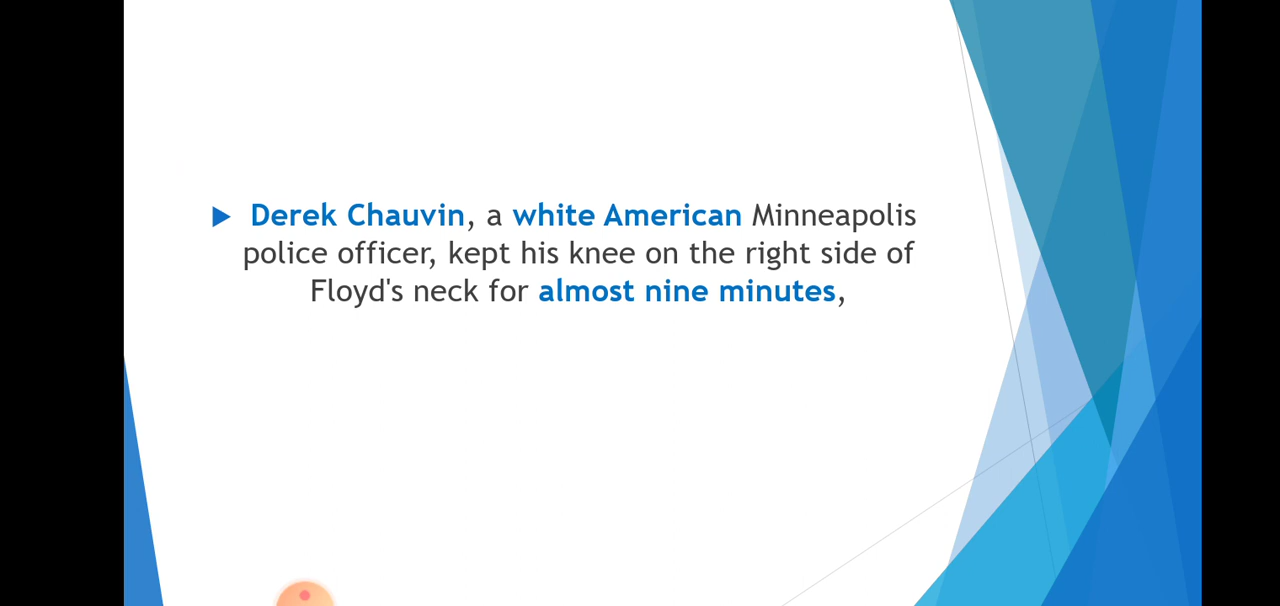 Derek Chauvin, a white American Minneapolis
police officer, kept his knee on the right side of
Floyd's neck for almost nine minutes,